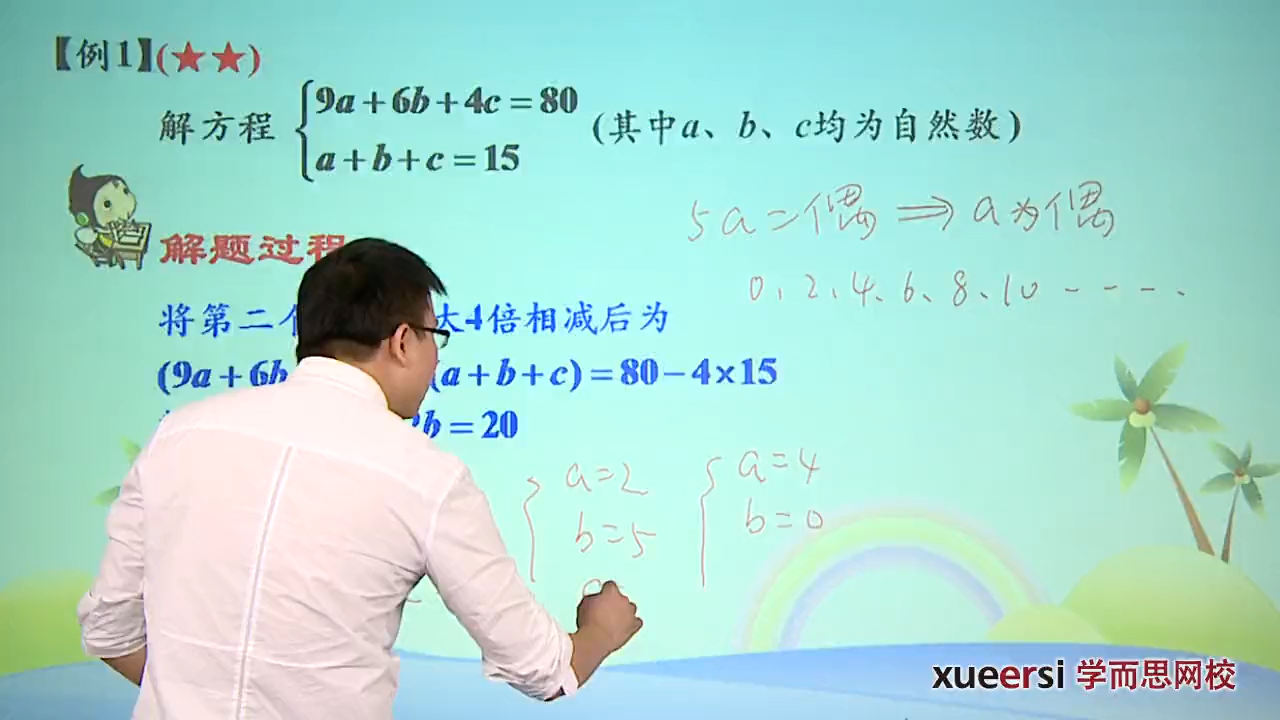 【例1】(★★)
解方程 { 9a+6b+4c=80
a+b+c=15 (其中a、b、c均为自然数)
5a=偶 ⇒ a为偶
0、2、4、6、8、10 - - - - .
解题过程
将第二个 大4倍相减后为
(9a+6b (a+b+c)=80-4×15
2b=20
{ a=2
b=5
{ a=4
b=0
xueersi 学而思网校